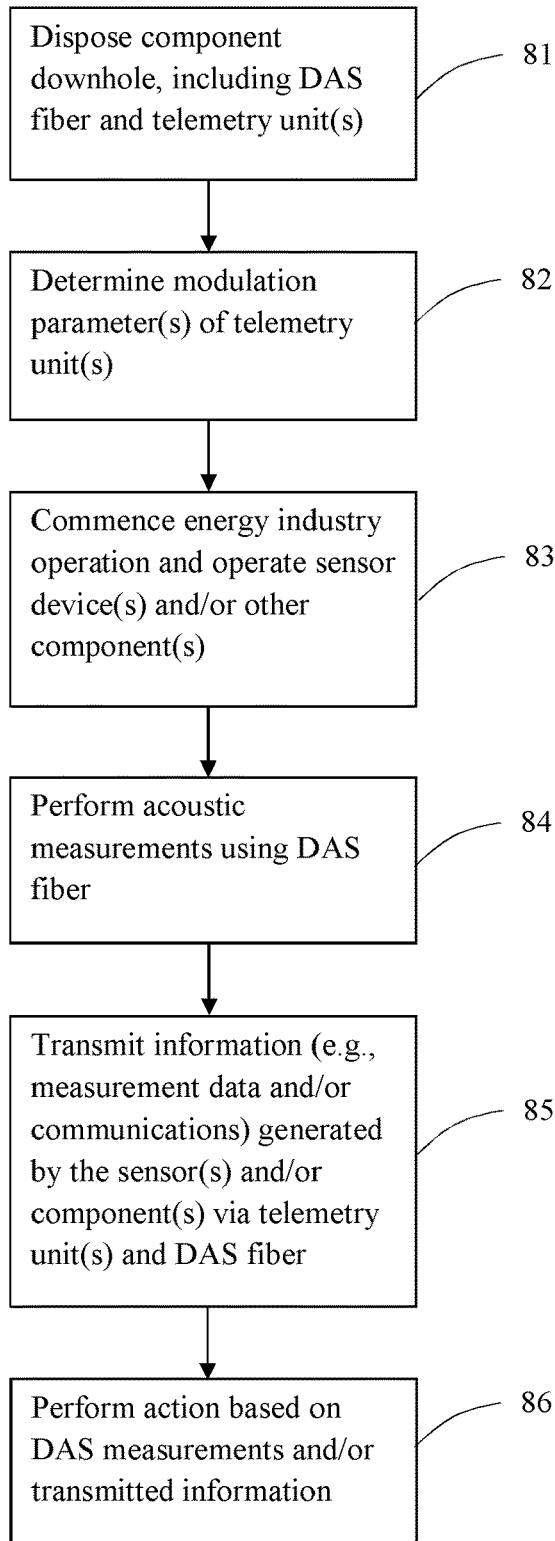 Dispose component
downhole, including DAS
fiber and telemetry unit(s)
81
Determine modulation
parameter(s) of telemetry
unit(s)
82
Commence energy industry
operation and operate sensor
device(s) and/or other
component(s)
83
Perform acoustic
measurements using DAS
fiber
84
Transmit information (e.g.,
measurement data and/or
communications) generated
by the sensor(s) and/or
component(s) via telemetry
unit(s) and DAS fiber
85
Perform action based on
DAS measurements and/or
transmitted information
86